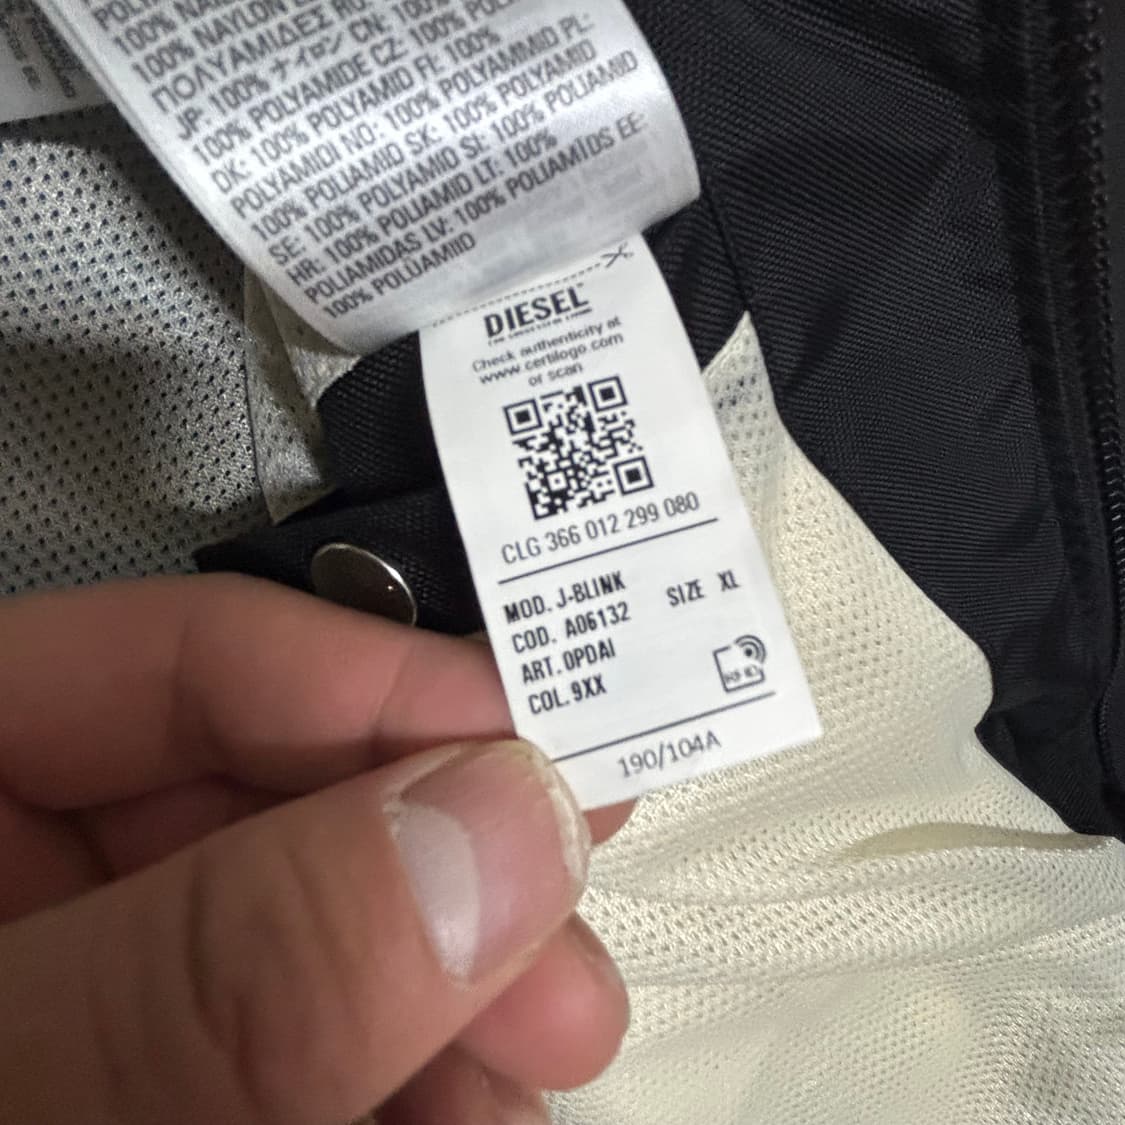 100% NAYLON
ΠΟΛΥΑΜΙΔΕΣ
JP: 100% ナイロン CN: 100%
100% POLYAMIDE CZ: 100%
DK: 100% POLYAMID FI: 100%
POLYAMIDI NO: 100% POLYAMMID PL:
100% POLIAMID SK: 100% POLYAMID
SE: 100% POLYAMID SI: 100% POLIAMID
HR: 100% POLIAMID LT: 100%
POLIAMIDAS LV: 100% POLIAMĪDS EE:
100% POLÜAMIID
DIESEL
Check authenticity at
www.certilogo.com
or scan
CLG 366 012 299 080
MOD. J-BLINK
SIZE XL
COD. A06132
ART. 0PDAI
COL. 9XX
190/104A